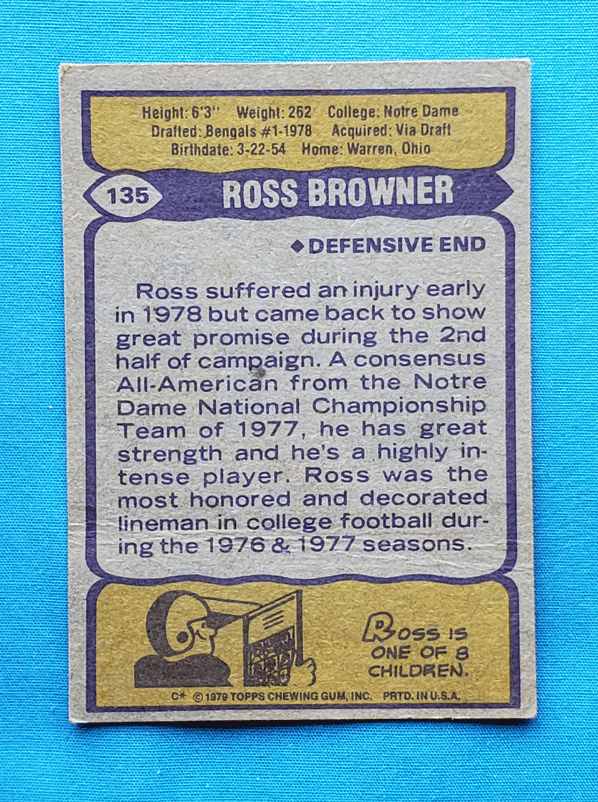 Height: 6'3'' Weight: 262 College: Notre Dame
Drafted: Bengals #1-1978 Acquired: Via Draft
Birthdate: 3-22-54 Home: Warren, Ohio
135 ROSS BROWNER
◆DEFENSIVE END
Ross suffered an injury early
in 1978 but came back to show
great promise during the 2nd
half of campaign. A consensus
All-American from the Notre
Dame National Championship
Team of 1977, he has great
strength and he's a highly in-
tense player. Ross was the
most honored and decorated
lineman in college football dur-
ing the 1976 & 1977 seasons.
ROSS IS
ONE OF 8
CHILDREN.
C* © 1979 TOPPS CHEWING GUM, INC. PRTD. IN U.S.A.